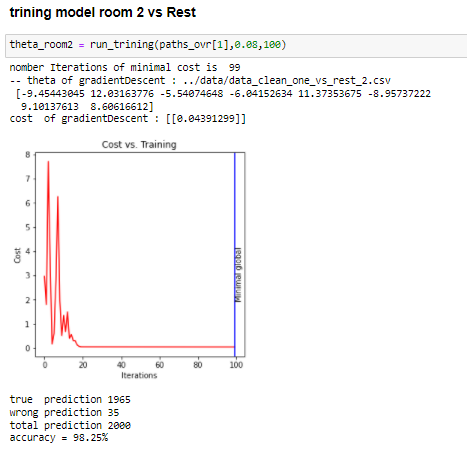 trining model room 2 vs Rest
theta_room2 = run_trining(paths_ovr[1],0.08,100)
nomber Iterations of minimal cost is  99
-- theta of gradientDescent : ../data/data_clean_one_vs_rest_2.csv
 [-9.45443045 12.03163776 -5.54074648 -6.04152634 11.37353675 -8.95737222
  9.10137613  8.60616612]
cost  of gradientDescent : [[0.04391299]]
Cost vs. Training
8
7
6
5
4
3
2
1
0
Cost
Minimal global
0 20 40 60 80 100
Iterations
true  prediction 1965
wrong prediction 35
total prediction 2000
accuracy = 98.25%